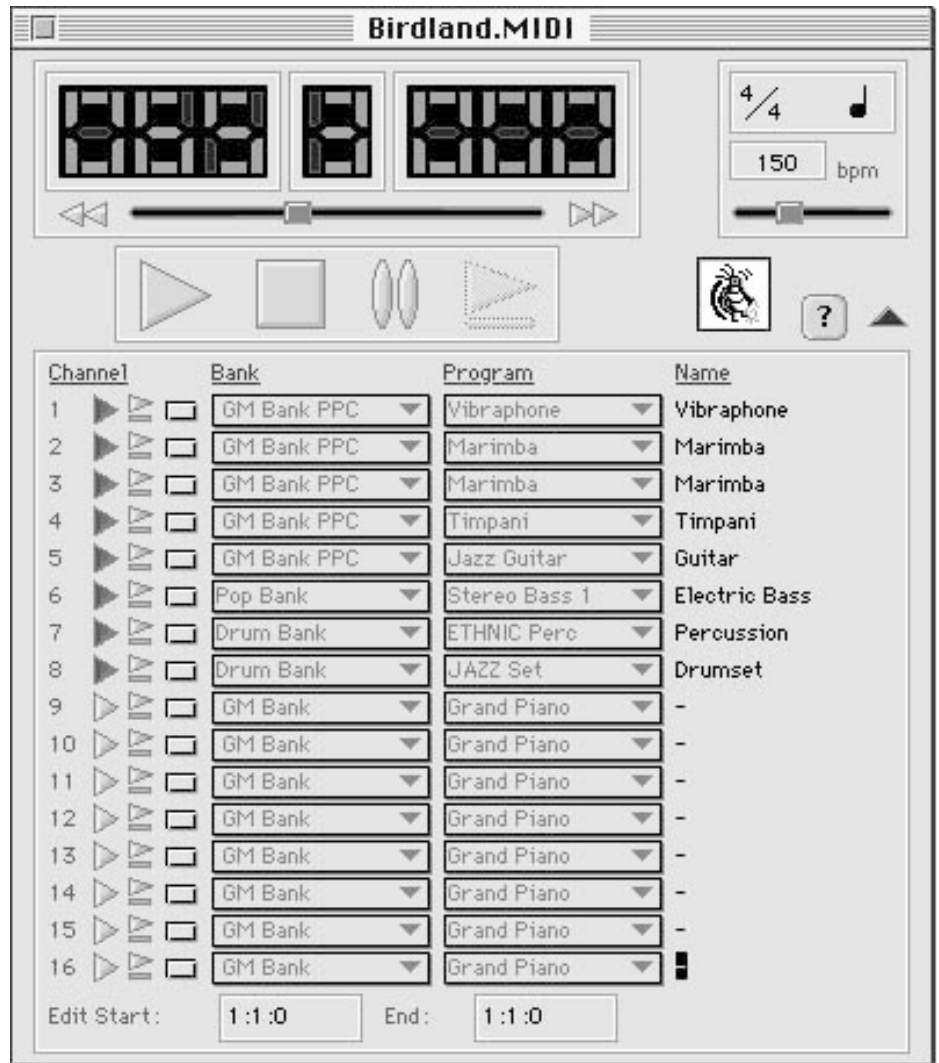 Birdland.MIDI
4/4
150 bpm
?
Channel Bank Program Name
1 GM Bank PPC Vibraphone Vibraphone
2 GM Bank PPC Marimba Marimba
3 GM Bank PPC Marimba Marimba
4 GM Bank PPC Timpani Timpani
5 GM Bank PPC Jazz Guitar Guitar
6 Pop Bank Stereo Bass 1 Electric Bass
7 Drum Bank ETHNIC Perc Percussion
8 Drum Bank JAZZ Set Drumset
9 GM Bank Grand Piano -
10 GM Bank Grand Piano -
11 GM Bank Grand Piano -
12 GM Bank Grand Piano -
13 GM Bank Grand Piano -
14 GM Bank Grand Piano -
15 GM Bank Grand Piano -
16 GM Bank Grand Piano -
Edit Start: 1:1:0 End: 1:1:0